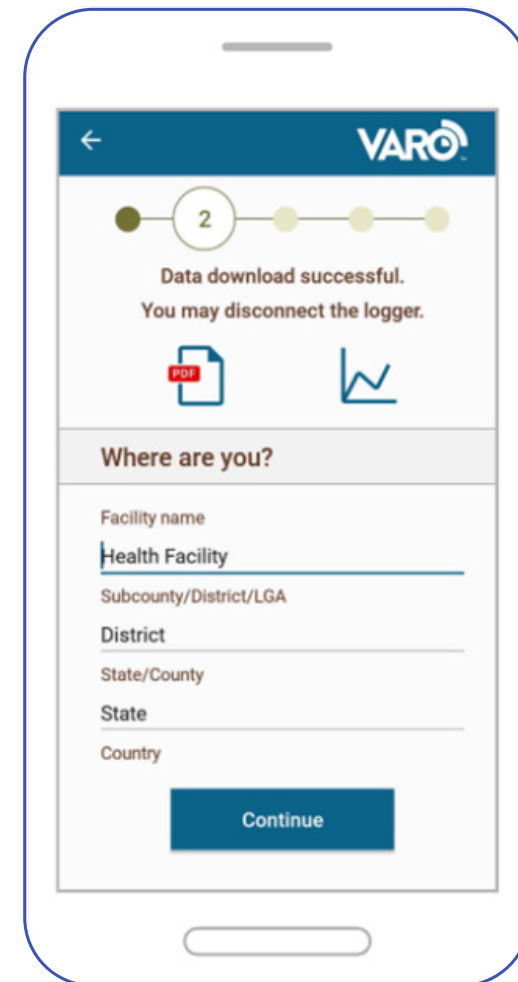 VARO
2
Data download successful.
You may disconnect the logger.
PDF
Where are you?
Facility name
Health Facility
Subcounty/District/LGA
District
State/County
State
Country
Continue